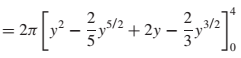 = 2π [y² − 2/5 y^{5/2} + 2y − 2/3 y^{3/2}]₀⁴